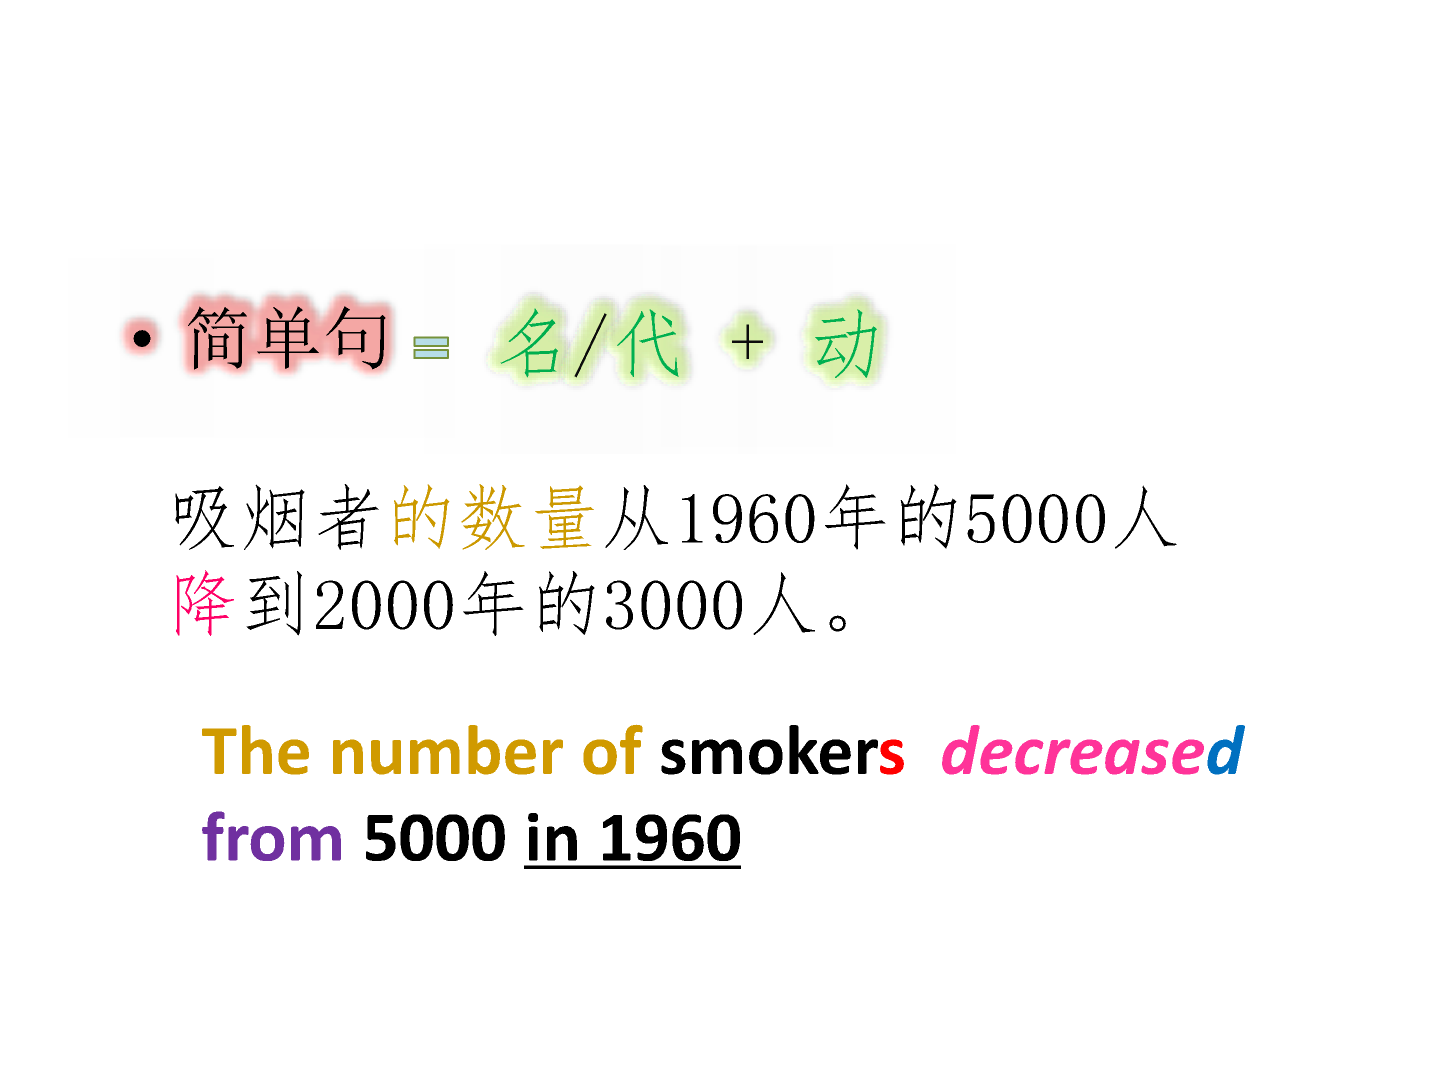 • 简单句 = 名/代 + 动
吸烟者的数量从1960年的5000人
降到2000年的3000人。
The number of smokers decreased
from 5000 in 1960